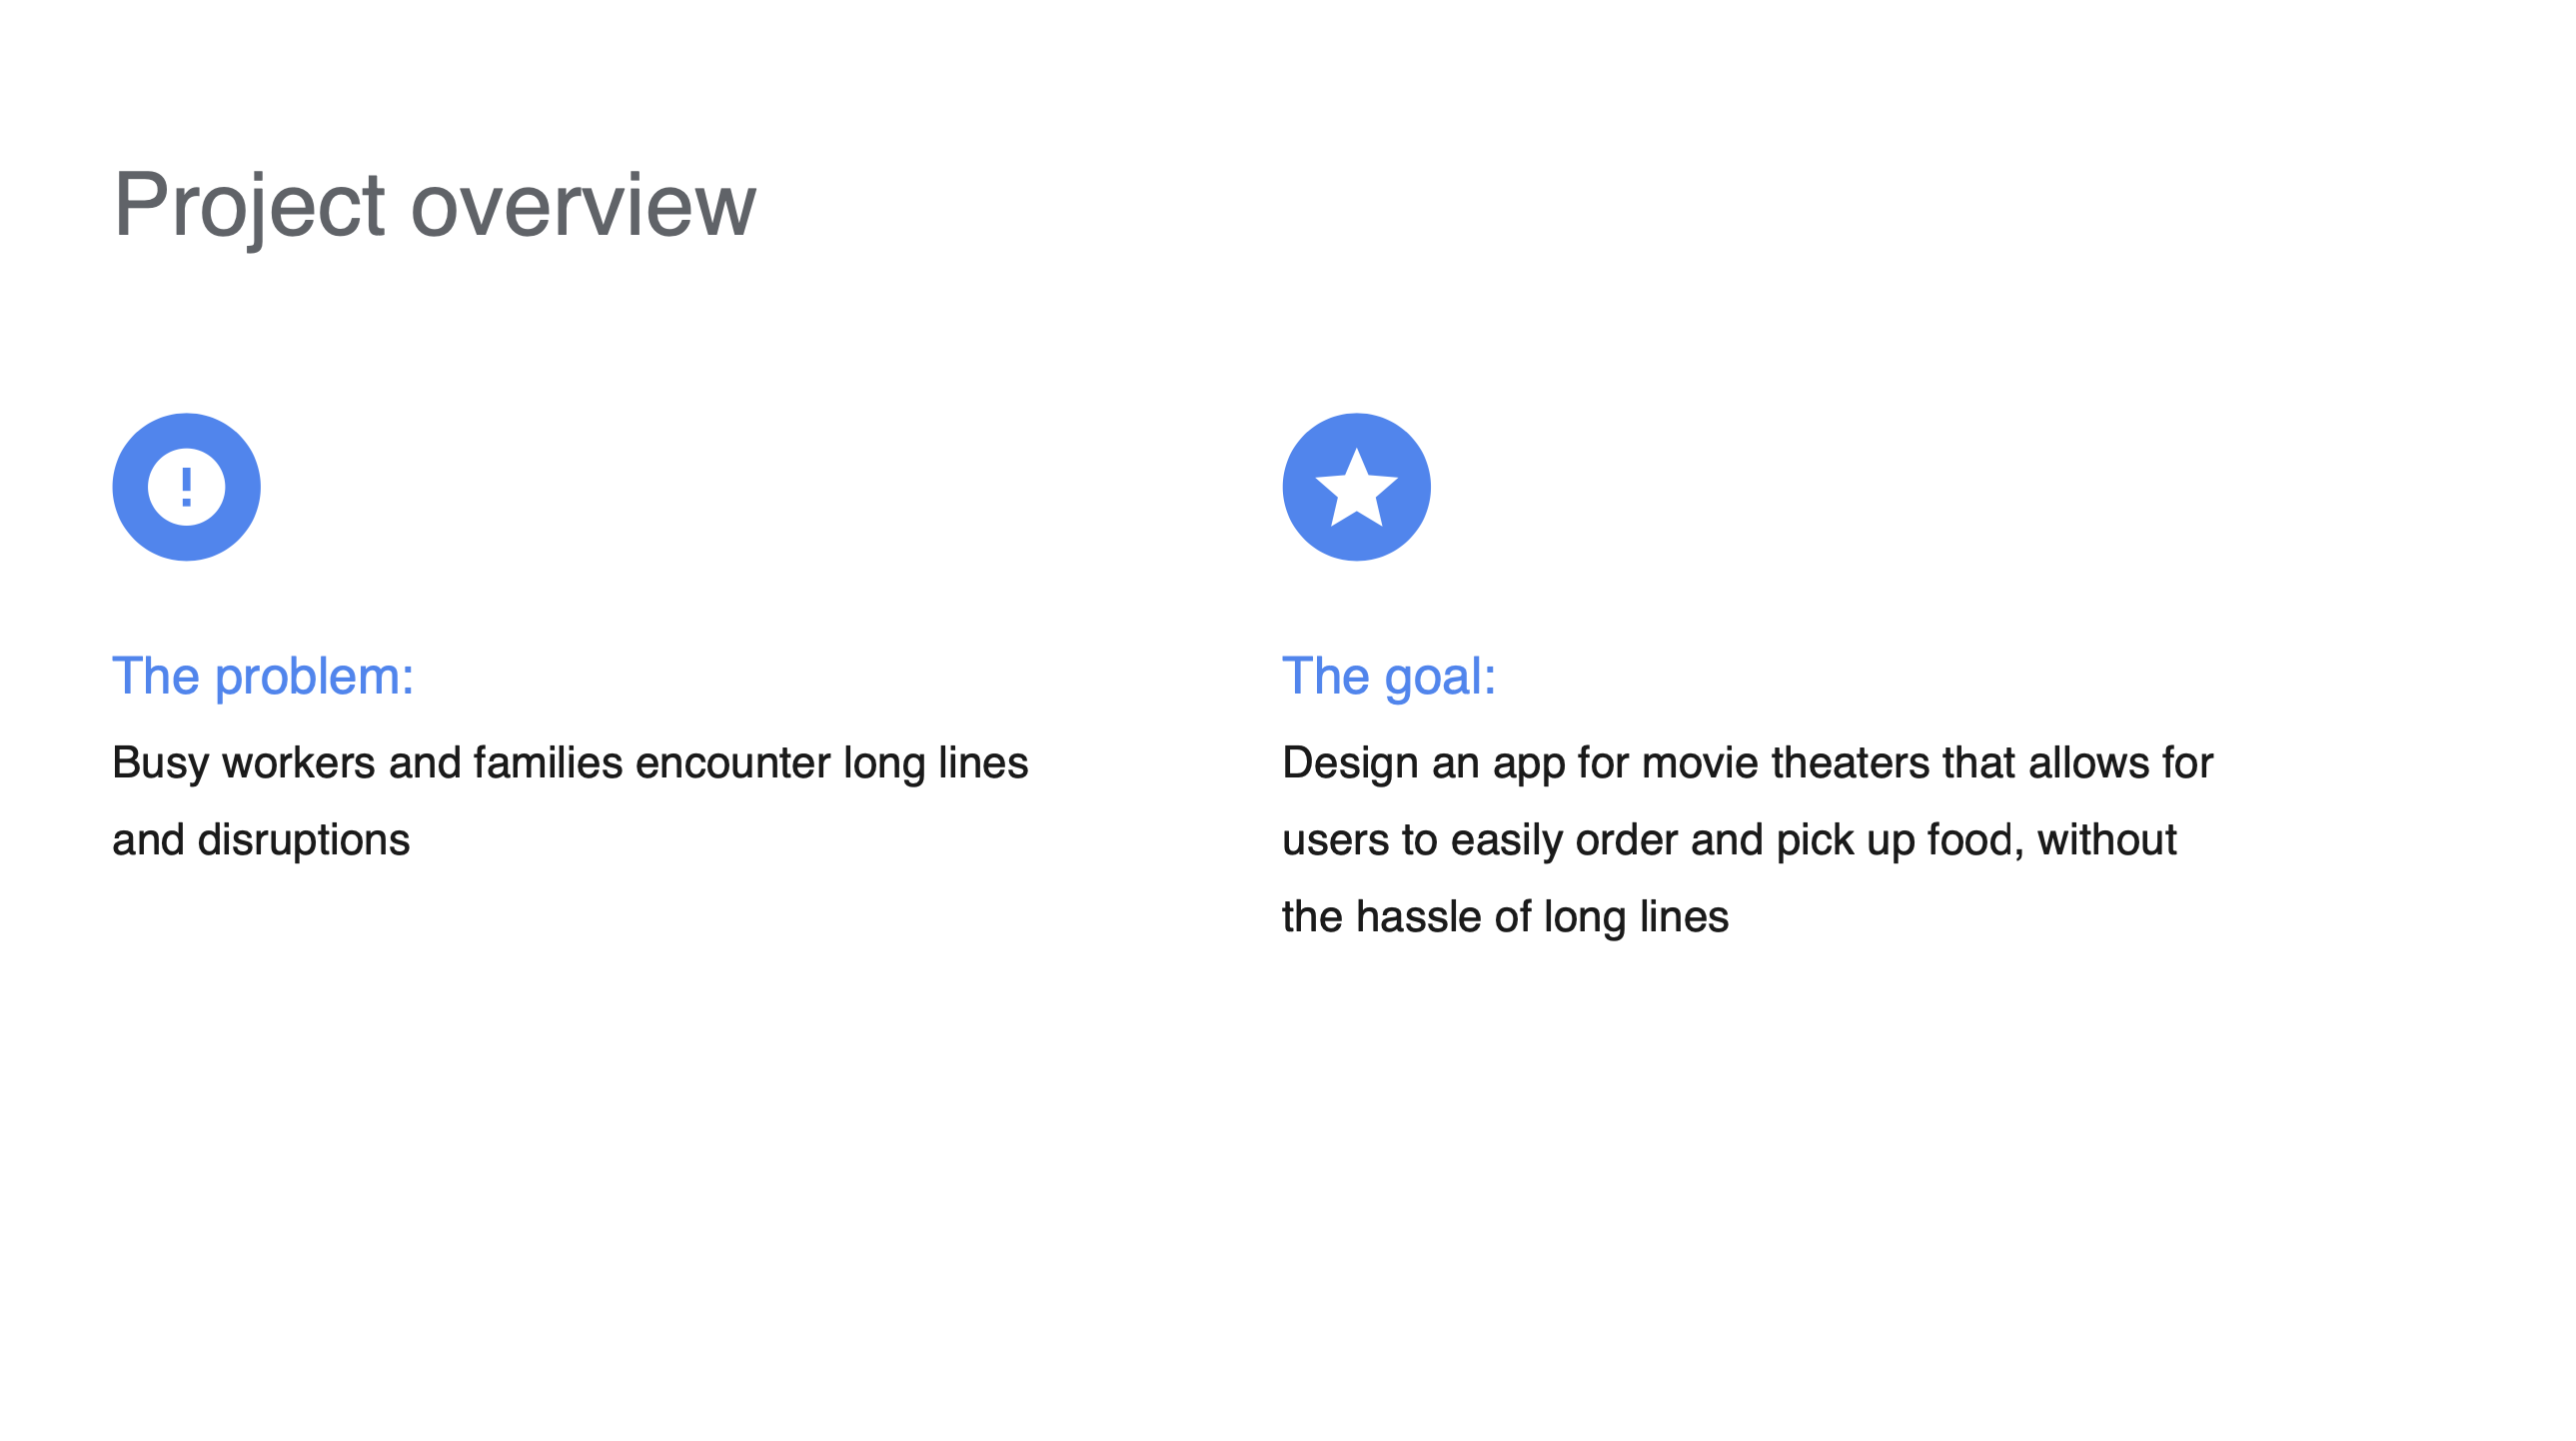 Project overview
The problem:
Busy workers and families encounter long lines
and disruptions
The goal:
Design an app for movie theaters that allows for
users to easily order and pick up food, without
the hassle of long lines